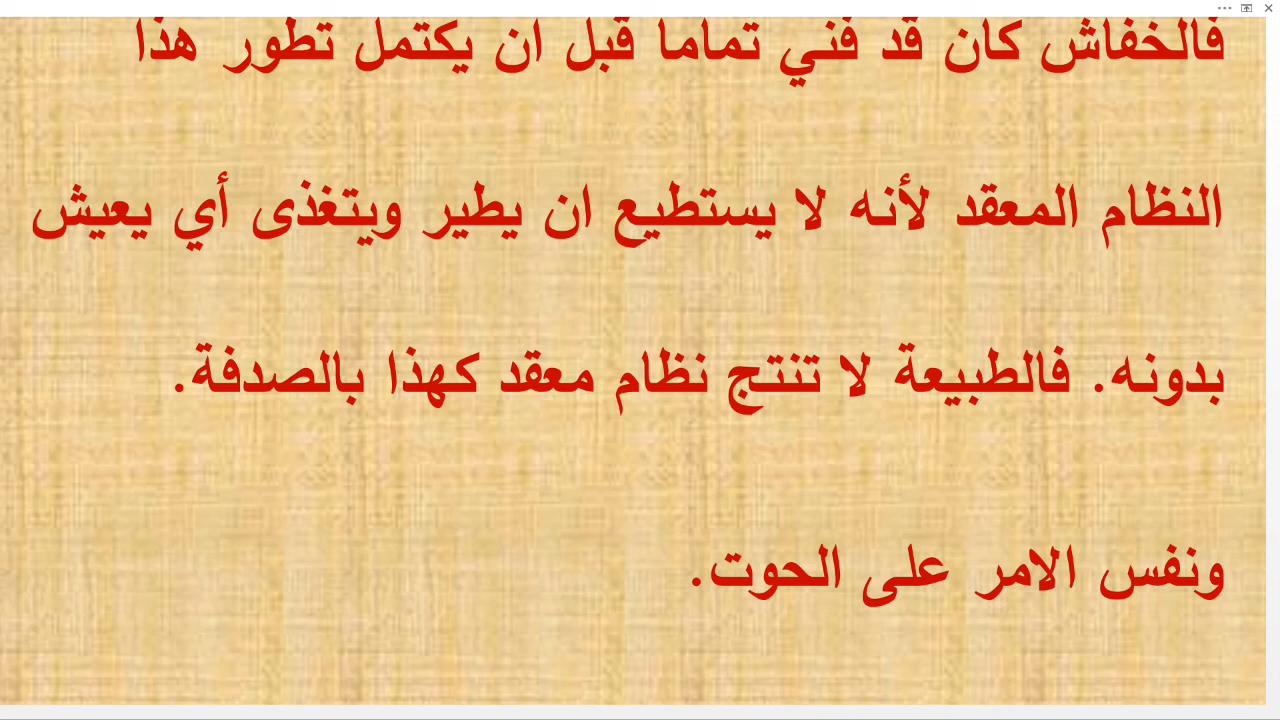 فالخفاش كان قد فني تماما قبل ان يكتمل تطور هذا
النظام المعقد لأنه لا يستطيع ان يطير ويتغذى أي يعيش
بدونه. فالطبيعة لا تنتج نظام معقد كهذا بالصدفة.
ونفس الامر على الحوت.